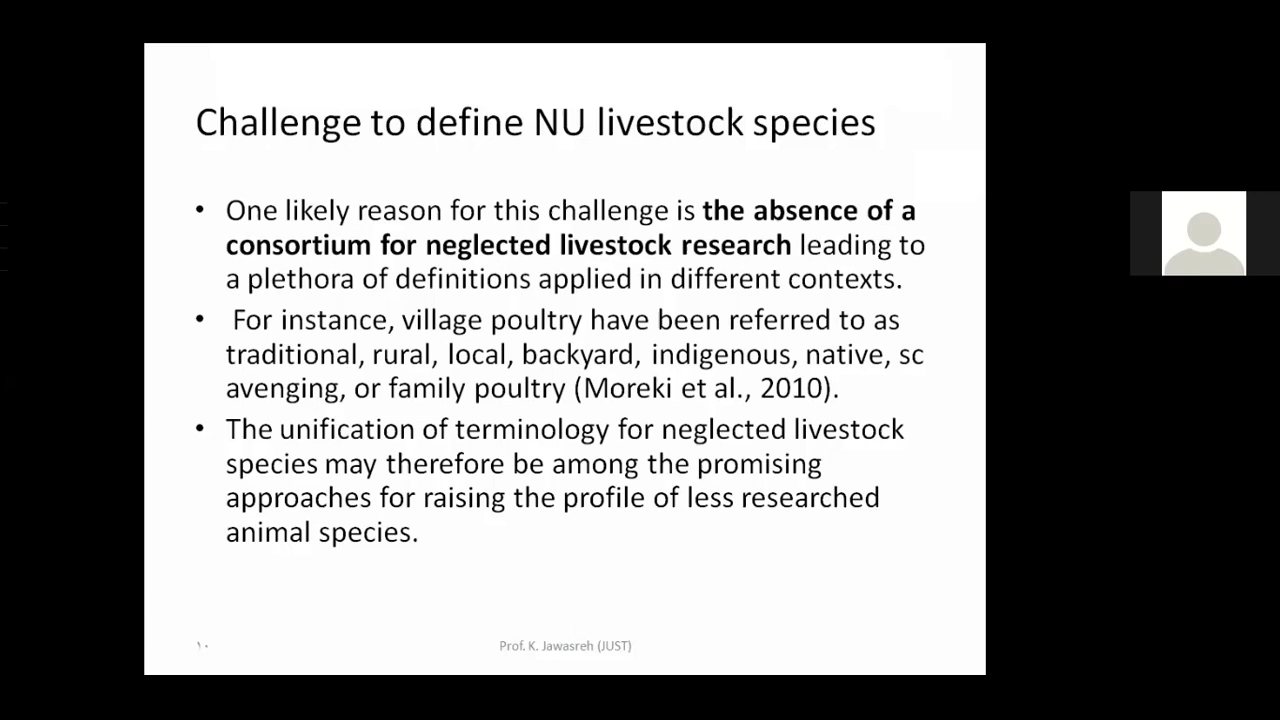 Challenge to define NU livestock species
• One likely reason for this challenge is the absence of a
consortium for neglected livestock research leading to
a plethora of definitions applied in different contexts.
• For instance, village poultry have been referred to as
traditional, rural, local, backyard, indigenous, native, sc
avenging, or family poultry (Moreki et al., 2010).
• The unification of terminology for neglected livestock
species may therefore be among the promising
approaches for raising the profile of less researched
animal species.
١٠
Prof. K. Jawasreh (JUST)